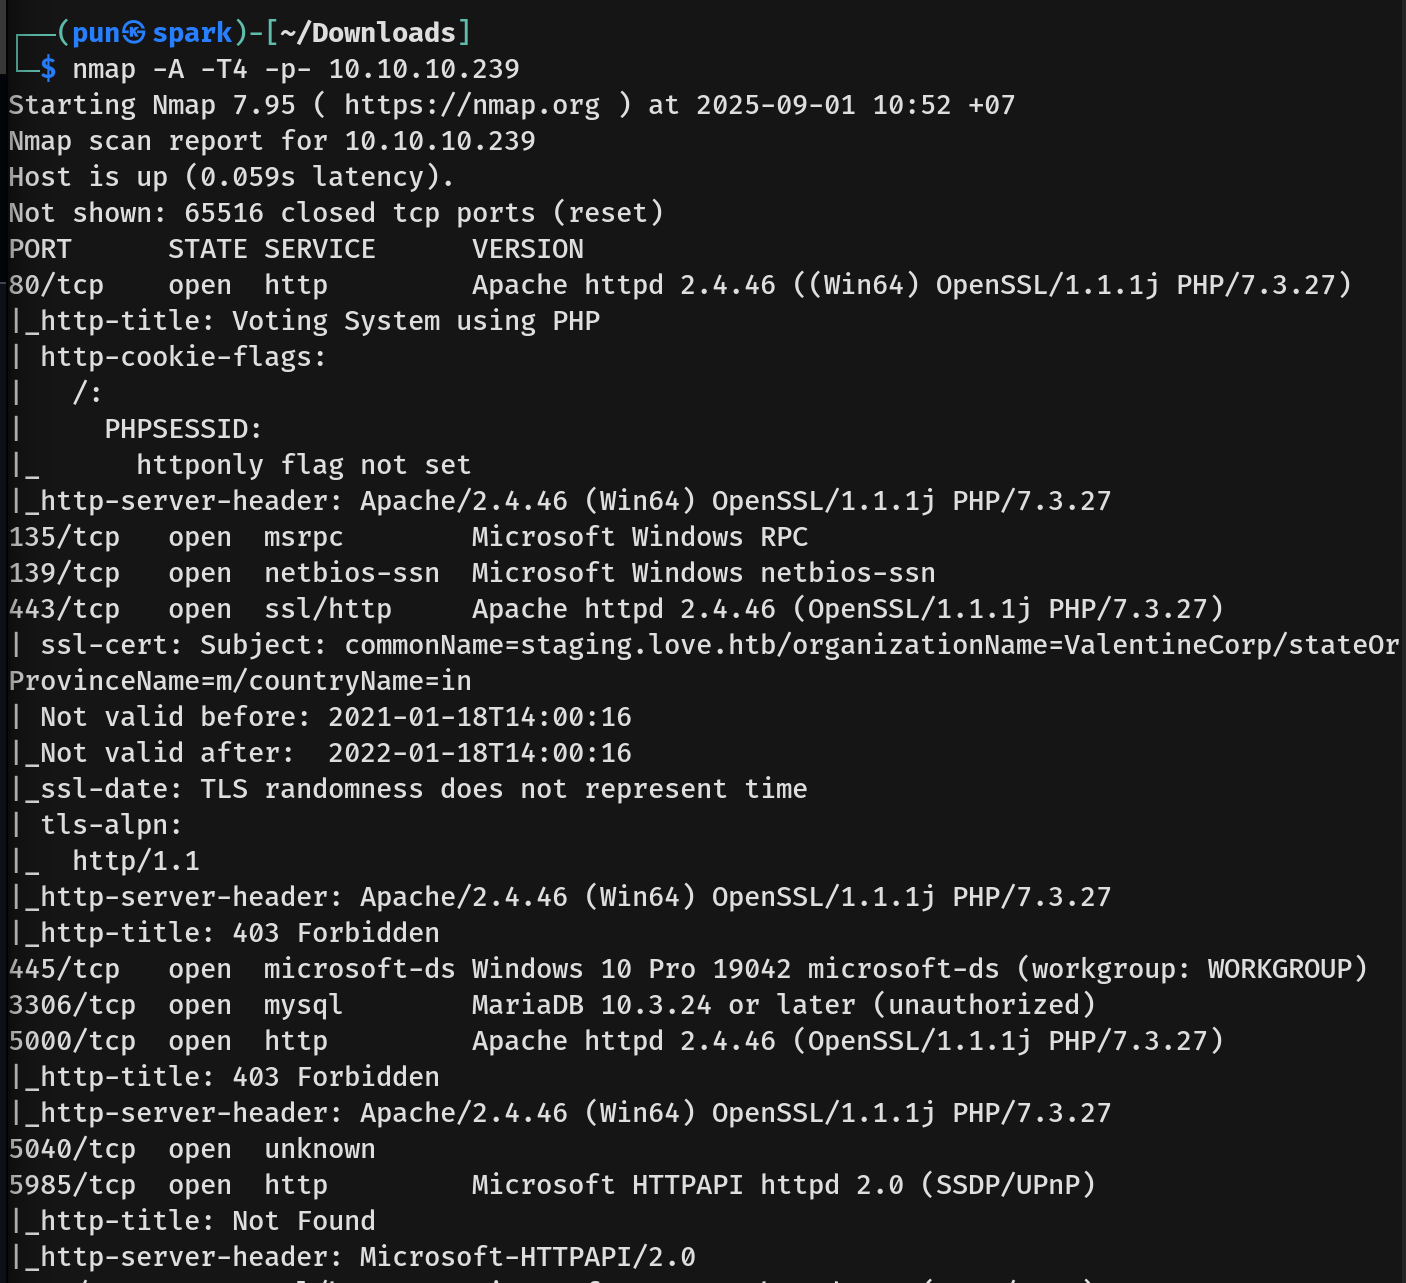 ┌──(pun㉿spark)-[~/Downloads]
└─$ nmap -A -T4 -p- 10.10.10.239
Starting Nmap 7.95 ( https://nmap.org ) at 2025-09-01 10:52 +07
Nmap scan report for 10.10.10.239
Host is up (0.059s latency).
Not shown: 65516 closed tcp ports (reset)
PORT      STATE SERVICE      VERSION
80/tcp    open  http         Apache httpd 2.4.46 ((Win64) OpenSSL/1.1.1j PHP/7.3.27)
|_http-title: Voting System using PHP
| http-cookie-flags:
|   /:
|     PHPSESSID:
|_      httponly flag not set
|_http-server-header: Apache/2.4.46 (Win64) OpenSSL/1.1.1j PHP/7.3.27
135/tcp   open  msrpc        Microsoft Windows RPC
139/tcp   open  netbios-ssn  Microsoft Windows netbios-ssn
443/tcp   open  ssl/http     Apache httpd 2.4.46 (OpenSSL/1.1.1j PHP/7.3.27)
| ssl-cert: Subject: commonName=staging.love.htb/organizationName=ValentineCorp/stateOr
ProvinceName=m/countryName=in
| Not valid before: 2021-01-18T14:00:16
|_Not valid after:  2022-01-18T14:00:16
|_ssl-date: TLS randomness does not represent time
| tls-alpn:
|_  http/1.1
|_http-server-header: Apache/2.4.46 (Win64) OpenSSL/1.1.1j PHP/7.3.27
|_http-title: 403 Forbidden
445/tcp   open  microsoft-ds Windows 10 Pro 19042 microsoft-ds (workgroup: WORKGROUP)
3306/tcp  open  mysql        MariaDB 10.3.24 or later (unauthorized)
5000/tcp  open  http         Apache httpd 2.4.46 (OpenSSL/1.1.1j PHP/7.3.27)
|_http-title: 403 Forbidden
|_http-server-header: Apache/2.4.46 (Win64) OpenSSL/1.1.1j PHP/7.3.27
5040/tcp  open  unknown
5985/tcp  open  http         Microsoft HTTPAPI httpd 2.0 (SSDP/UPnP)
|_http-title: Not Found
|_http-server-header: Microsoft-HTTPAPI/2.0